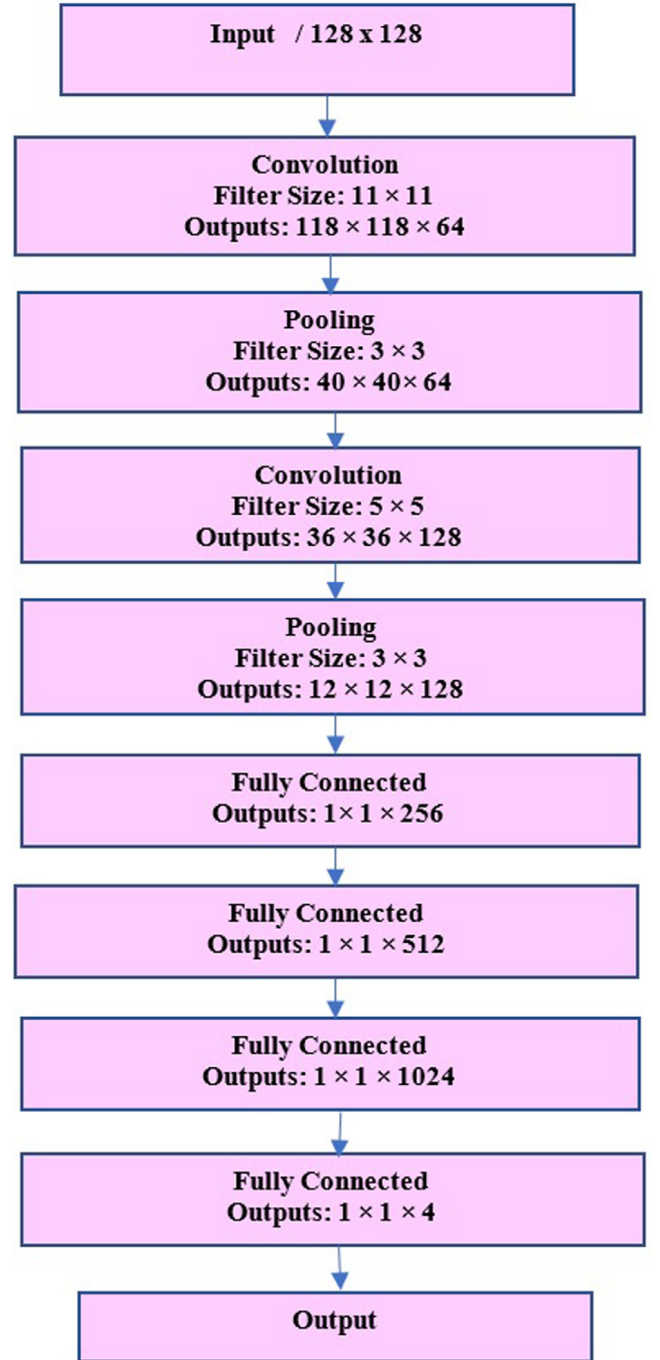 Input / 128 x 128
Convolution
Filter Size: 11 × 11
Outputs: 118 × 118 × 64
Pooling
Filter Size: 3 × 3
Outputs: 40 × 40× 64
Convolution
Filter Size: 5 × 5
Outputs: 36 × 36 × 128
Pooling
Filter Size: 3 × 3
Outputs: 12 × 12 × 128
Fully Connected
Outputs: 1× 1 × 256
Fully Connected
Outputs: 1 × 1 × 512
Fully Connected
Outputs: 1 × 1 × 1024
Fully Connected
Outputs: 1 × 1 × 4
Output